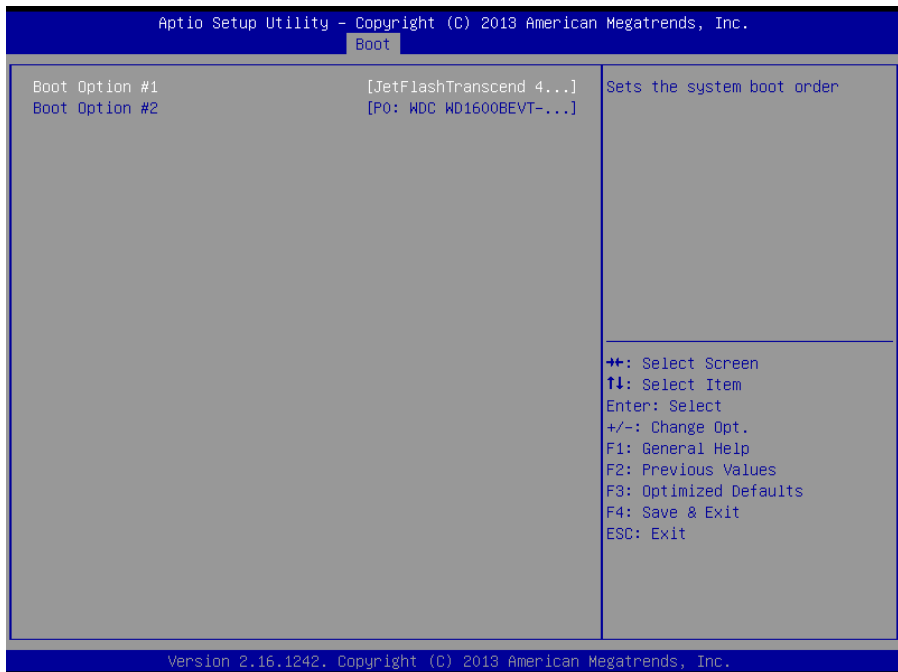 Aptio Setup Utility – Copyright (C) 2013 American Megatrends, Inc.
Boot
Boot Option #1 [JetFlashTranscend 4...]
Boot Option #2 [P0: WDC WD1600BEVT-...]
Sets the system boot order
→←: Select Screen
↑↓: Select Item
Enter: Select
+/-: Change Opt.
F1: General Help
F2: Previous Values
F3: Optimized Defaults
F4: Save & Exit
ESC: Exit
Version 2.16.1242. Copyright (C) 2013 American Megatrends, Inc.